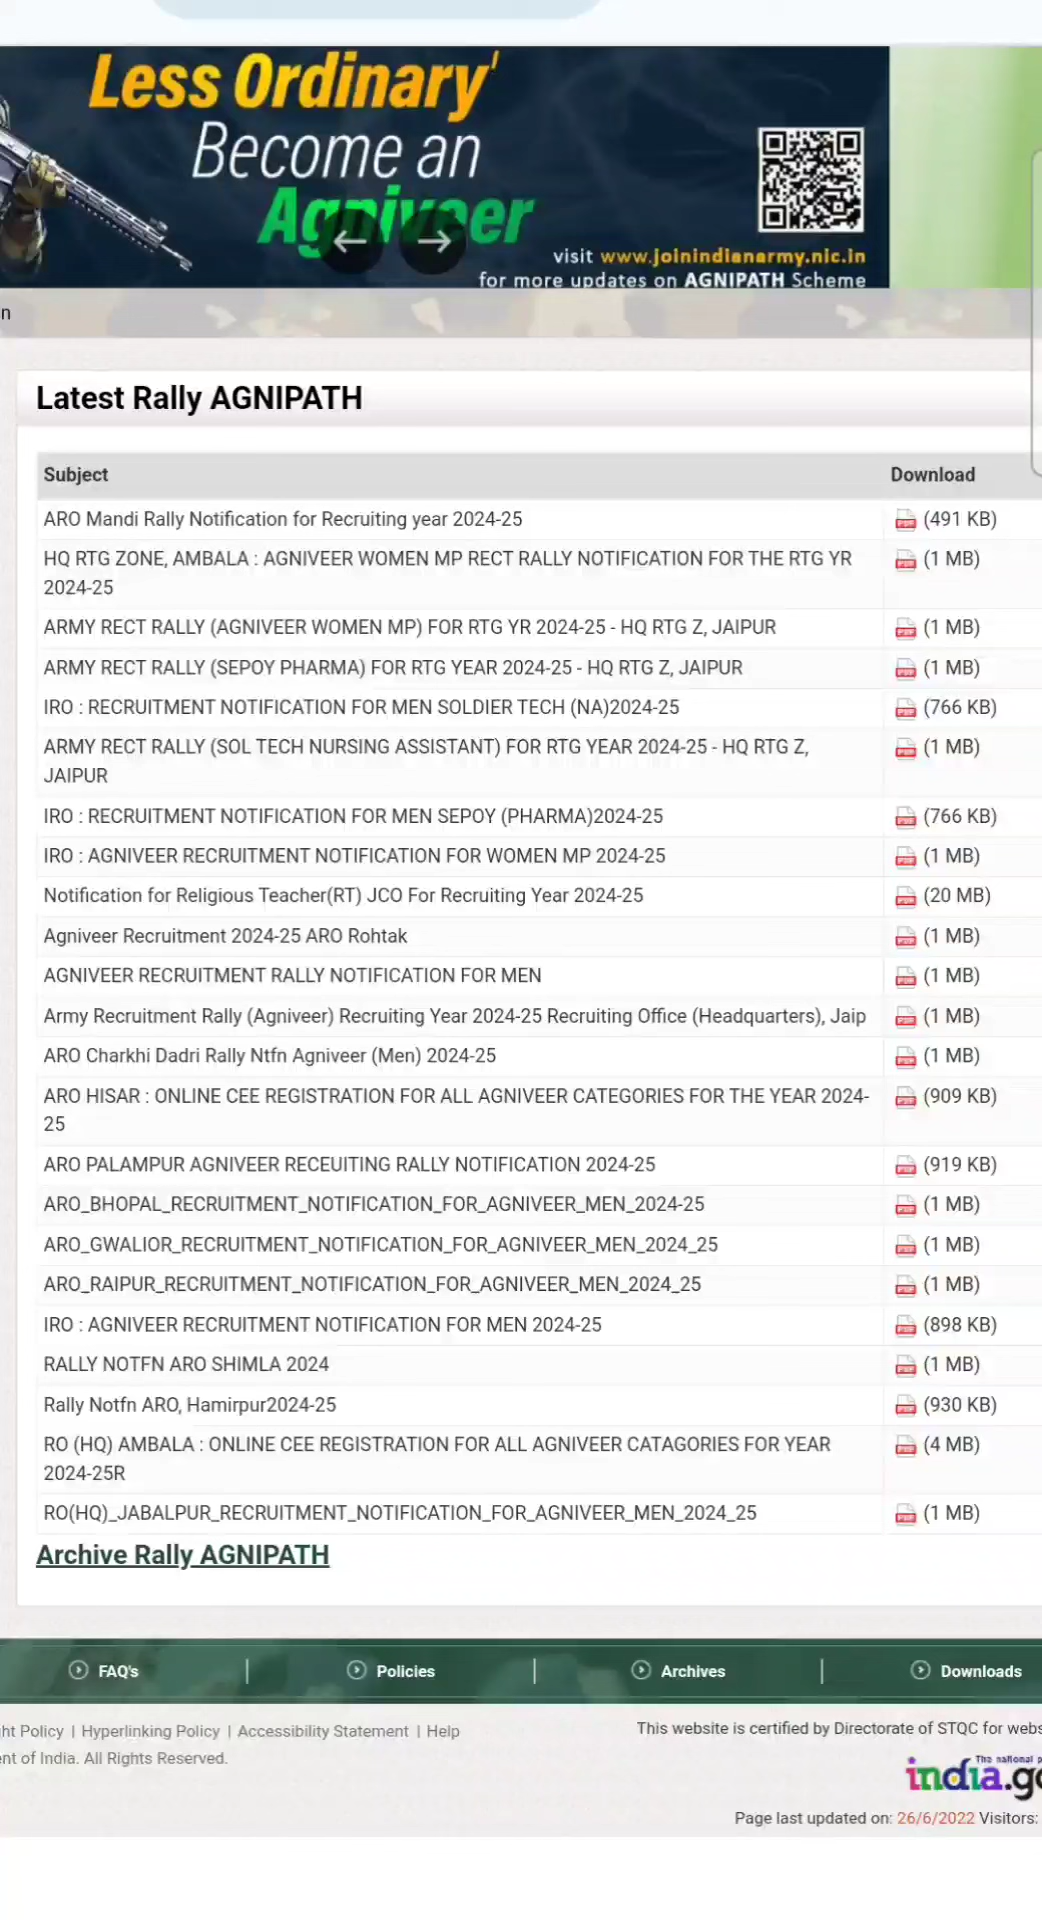 Less Ordinary'
Become an
Agniveer
visit www.joinindianarmy.nic.in
for more updates on AGNIPATH Scheme
n
Latest Rally AGNIPATH
Subject Download
ARO Mandi Rally Notification for Recruiting year 2024-25 (491 KB)
HQ RTG ZONE, AMBALA : AGNIVEER WOMEN MP RECT RALLY NOTIFICATION FOR THE RTG YR (1 MB)
2024-25
ARMY RECT RALLY (AGNIVEER WOMEN MP) FOR RTG YR 2024-25 - HQ RTG Z, JAIPUR (1 MB)
ARMY RECT RALLY (SEPOY PHARMA) FOR RTG YEAR 2024-25 - HQ RTG Z, JAIPUR (1 MB)
IRO : RECRUITMENT NOTIFICATION FOR MEN SOLDIER TECH (NA)2024-25 (766 KB)
ARMY RECT RALLY (SOL TECH NURSING ASSISTANT) FOR RTG YEAR 2024-25 - HQ RTG Z, (1 MB)
JAIPUR
IRO : RECRUITMENT NOTIFICATION FOR MEN SEPOY (PHARMA)2024-25 (766 KB)
IRO : AGNIVEER RECRUITMENT NOTIFICATION FOR WOMEN MP 2024-25 (1 MB)
Notification for Religious Teacher(RT) JCO For Recruiting Year 2024-25 (20 MB)
Agniveer Recruitment 2024-25 ARO Rohtak (1 MB)
AGNIVEER RECRUITMENT RALLY NOTIFICATION FOR MEN (1 MB)
Army Recruitment Rally (Agniveer) Recruiting Year 2024-25 Recruiting Office (Headquarters), Jaip (1 MB)
ARO Charkhi Dadri Rally Ntfn Agniveer (Men) 2024-25 (1 MB)
ARO HISAR : ONLINE CEE REGISTRATION FOR ALL AGNIVEER CATEGORIES FOR THE YEAR 2024- (909 KB)
25
ARO PALAMPUR AGNIVEER RECEUITING RALLY NOTIFICATION 2024-25 (919 KB)
ARO_BHOPAL_RECRUITMENT_NOTIFICATION_FOR_AGNIVEER_MEN_2024-25 (1 MB)
ARO_GWALIOR_RECRUITMENT_NOTIFICATION_FOR_AGNIVEER_MEN_2024_25 (1 MB)
ARO_RAIPUR_RECRUITMENT_NOTIFICATION_FOR_AGNIVEER_MEN_2024_25 (1 MB)
IRO : AGNIVEER RECRUITMENT NOTIFICATION FOR MEN 2024-25 (898 KB)
RALLY NOTFN ARO SHIMLA 2024 (1 MB)
Rally Notfn ARO, Hamirpur2024-25 (930 KB)
RO (HQ) AMBALA : ONLINE CEE REGISTRATION FOR ALL AGNIVEER CATAGORIES FOR YEAR (4 MB)
2024-25R
RO(HQ)_JABALPUR_RECRUITMENT_NOTIFICATION_FOR_AGNIVEER_MEN_2024_25 (1 MB)
Archive Rally AGNIPATH
FAQ's | Policies | Archives | Downloads
ht Policy | Hyperlinking Policy | Accessibility Statement | Help
This website is certified by Directorate of STQC for webs
nt of India. All Rights Reserved.
The national p
india.go
Page last updated on: 26/6/2022 Visitors: